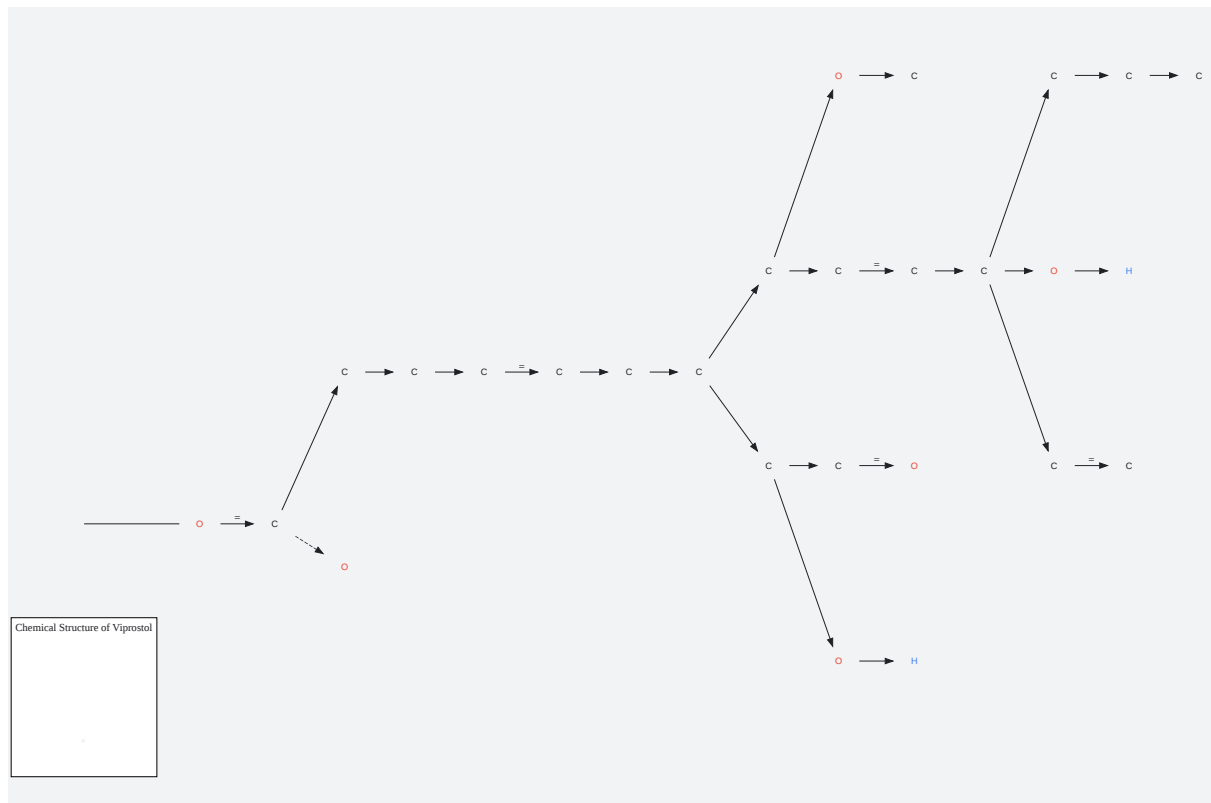 O C C C C
C C = C C O H
C C C = C C C
C C = O C = C
O = C
O
Chemical Structure of Viprostol
O H